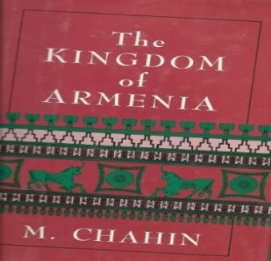 The
KINGDOM
of
ARMENIA
M. CHAHIN